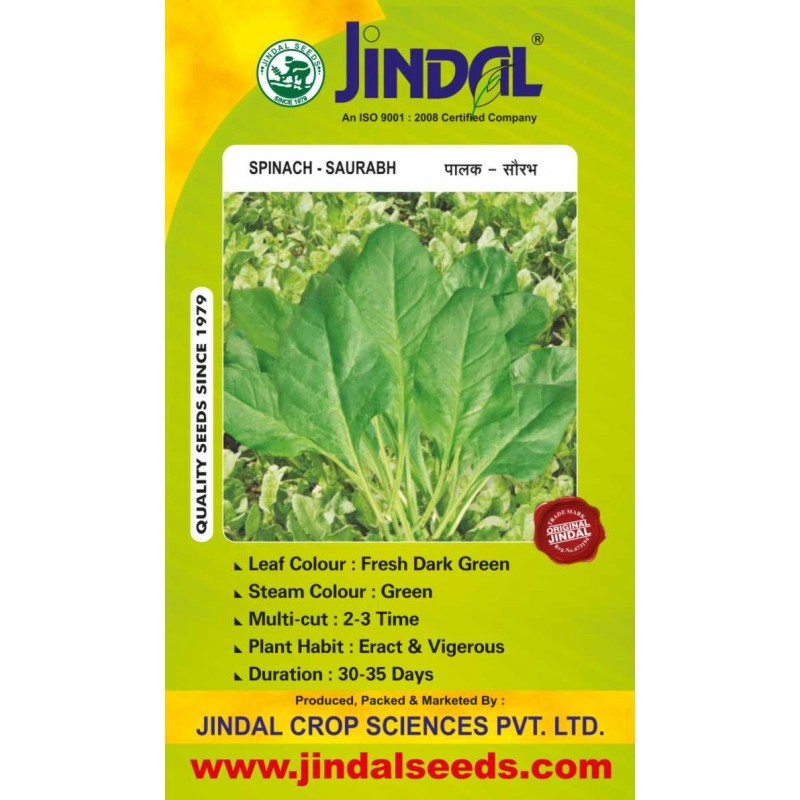 JINDAL SEEDS
SINCE 1979
JINDAL®
An ISO 9001 : 2008 Certified Company
SPINACH - SAURABH पालक – सौरभ
QUALITY SEEDS SINCE 1979
TRADE MARK
ORIGINAL
JINDAL
Leaf Colour : Fresh Dark Green
Steam Colour : Green
Multi-cut : 2-3 Time
Plant Habit : Eract & Vigerous
Duration : 30-35 Days
Produced, Packed & Marketed By :
JINDAL CROP SCIENCES PVT. LTD.
www.jindalseeds.com